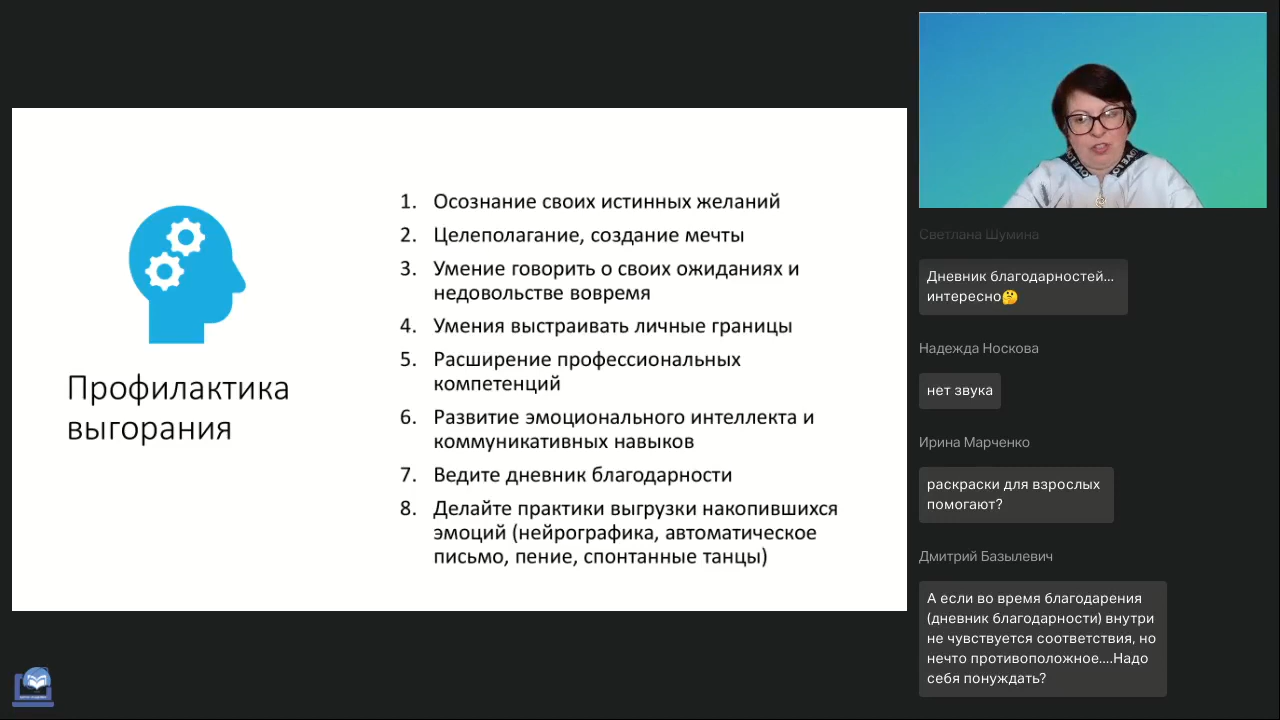 Профилактика
выгорания
1. Осознание своих истинных желаний
2. Целеполагание, создание мечты
3. Умение говорить о своих ожиданиях и
недовольстве вовремя
4. Умения выстраивать личные границы
5. Расширение профессиональных
компетенций
6. Развитие эмоционального интеллекта и
коммуникативных навыков
7. Ведите дневник благодарности
8. Делайте практики выгрузки накопившихся
эмоций (нейрографика, автоматическое
письмо, пение, спонтанные танцы)
Светлана Шумина
Дневник благодарностей...
интересно🤔
Надежда Носкова
нет звука
Ирина Марченко
раскраски для взрослых
помогают?
Дмитрий Базылевич
А если во время благодарения
(дневник благодарности) внутри
не чувствуется соответствия, но
нечто противоположное....Надо
себя понуждать?